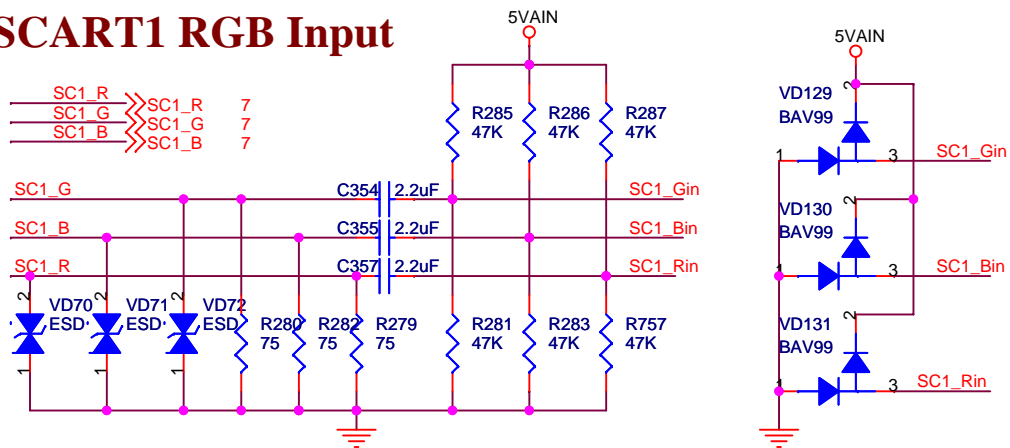 SCART1 RGB Input
5VAIN
5VAIN
SC1_R
SC1_G
SC1_B
SC1_R 7
SC1_G 7
SC1_B 7
R285
47K
R286
47K
R287
47K
VD129
BAV99
2
1
3
SC1_Gin
SC1_G
C354
2.2uF
SC1_Gin
SC1_B
C355
2.2uF
SC1_Bin
SC1_R
C357
2.2uF
SC1_Rin
VD130
BAV99
2
1
3
SC1_Bin
2
VD70
ESD
1
2
VD71
ESD
1
2
VD72
ESD
1
R280
75
R282
75
R279
75
R281
47K
R283
47K
R757
47K
VD131
BAV99
2
1
3
SC1_Rin